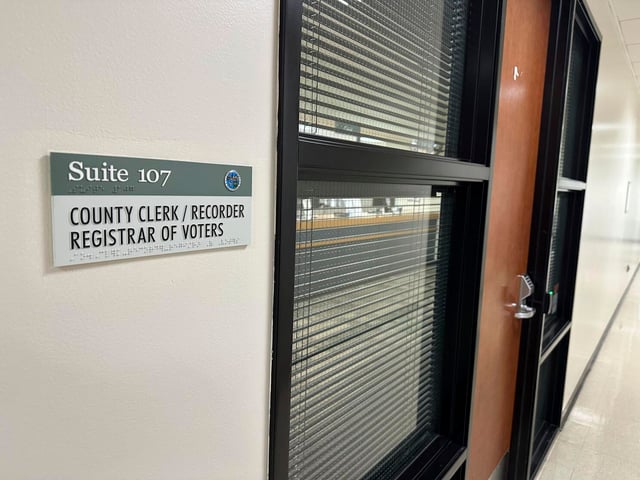 Suite 107
COUNTY CLERK / RECORDER
REGISTRAR OF VOTERS